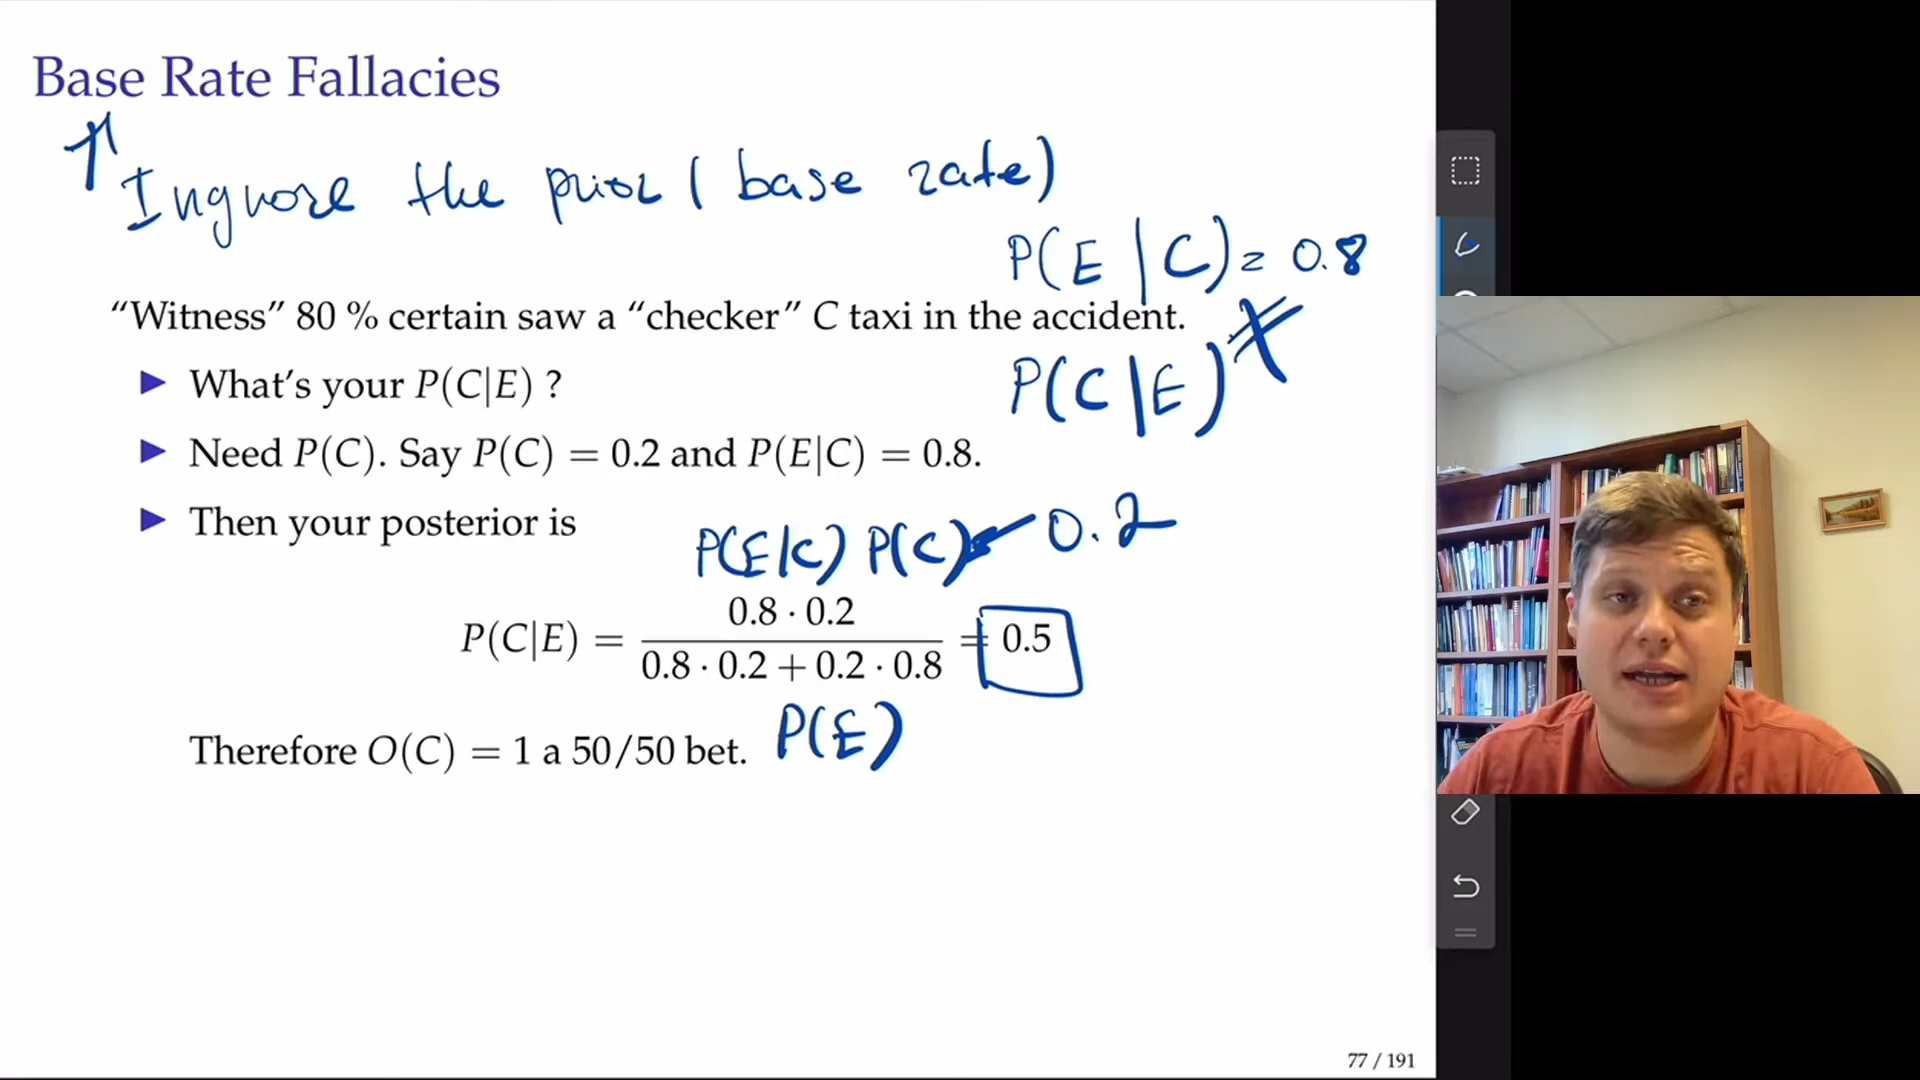 Base Rate Fallacies
Ingnore the prior ( base rate)
P(E|C) = 0.8
“Witness” 80 % certain saw a “checker” C taxi in the accident.
P(C|E) ≠
▶ What's your P(C|E) ?
▶ Need P(C). Say P(C) = 0.2 and P(E|C) = 0.8.
▶ Then your posterior is
P(E|C) P(C) 0.2
P(C|E) = 0.8 · 0.2 / 0.8 · 0.2 + 0.2 · 0.8 = 0.5
P(E)
Therefore O(C) = 1 a 50/50 bet.
77 / 191